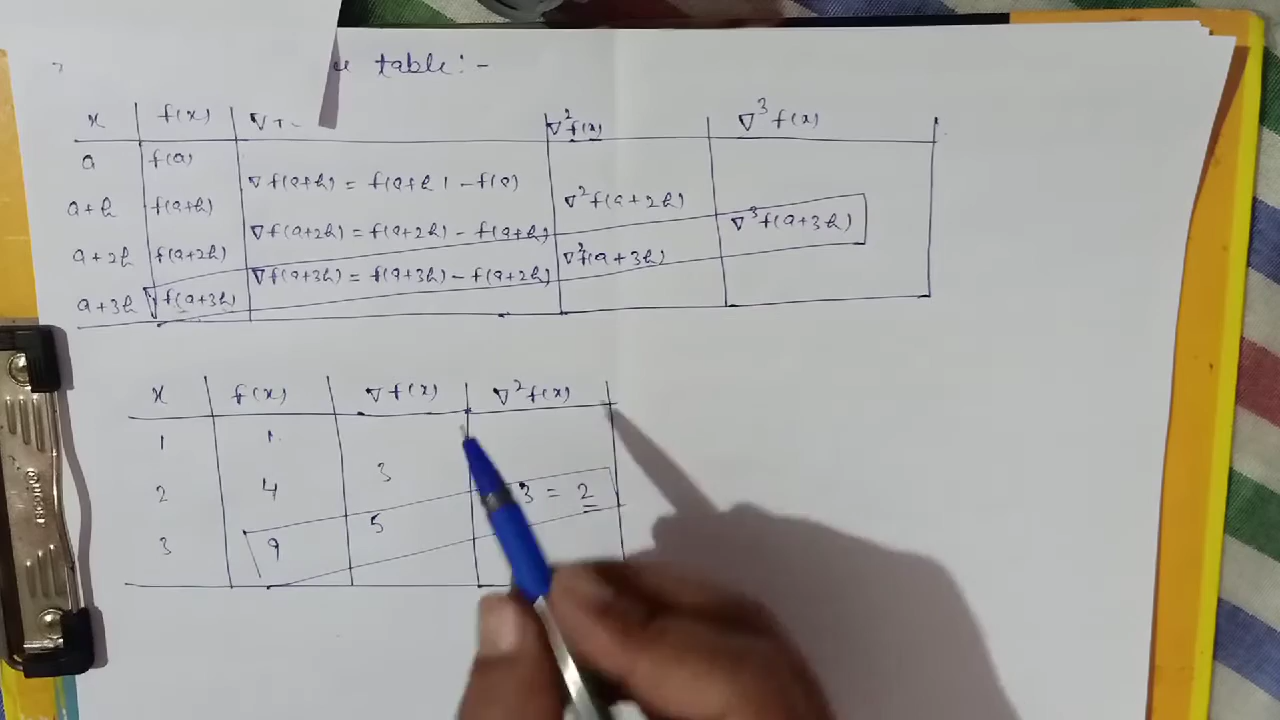 table:-
x f(x) ∇²f(x) ∇³f(x)
a f(a)
∇f(a+h) = f(a+h) - f(a)
a+h f(a+h) ∇²f(a+2h)
∇f(a+2h) = f(a+2h) - f(a+h) ∇³f(a+3h)
a+2h f(a+2h) ∇²f(a+3h)
∇f(a+3h) = f(a+3h) - f(a+2h)
a+3h f(a+3h)
x f(x) ∇f(x) ∇²f(x)
1 1
3
2 4 3 = 2
5
3 9